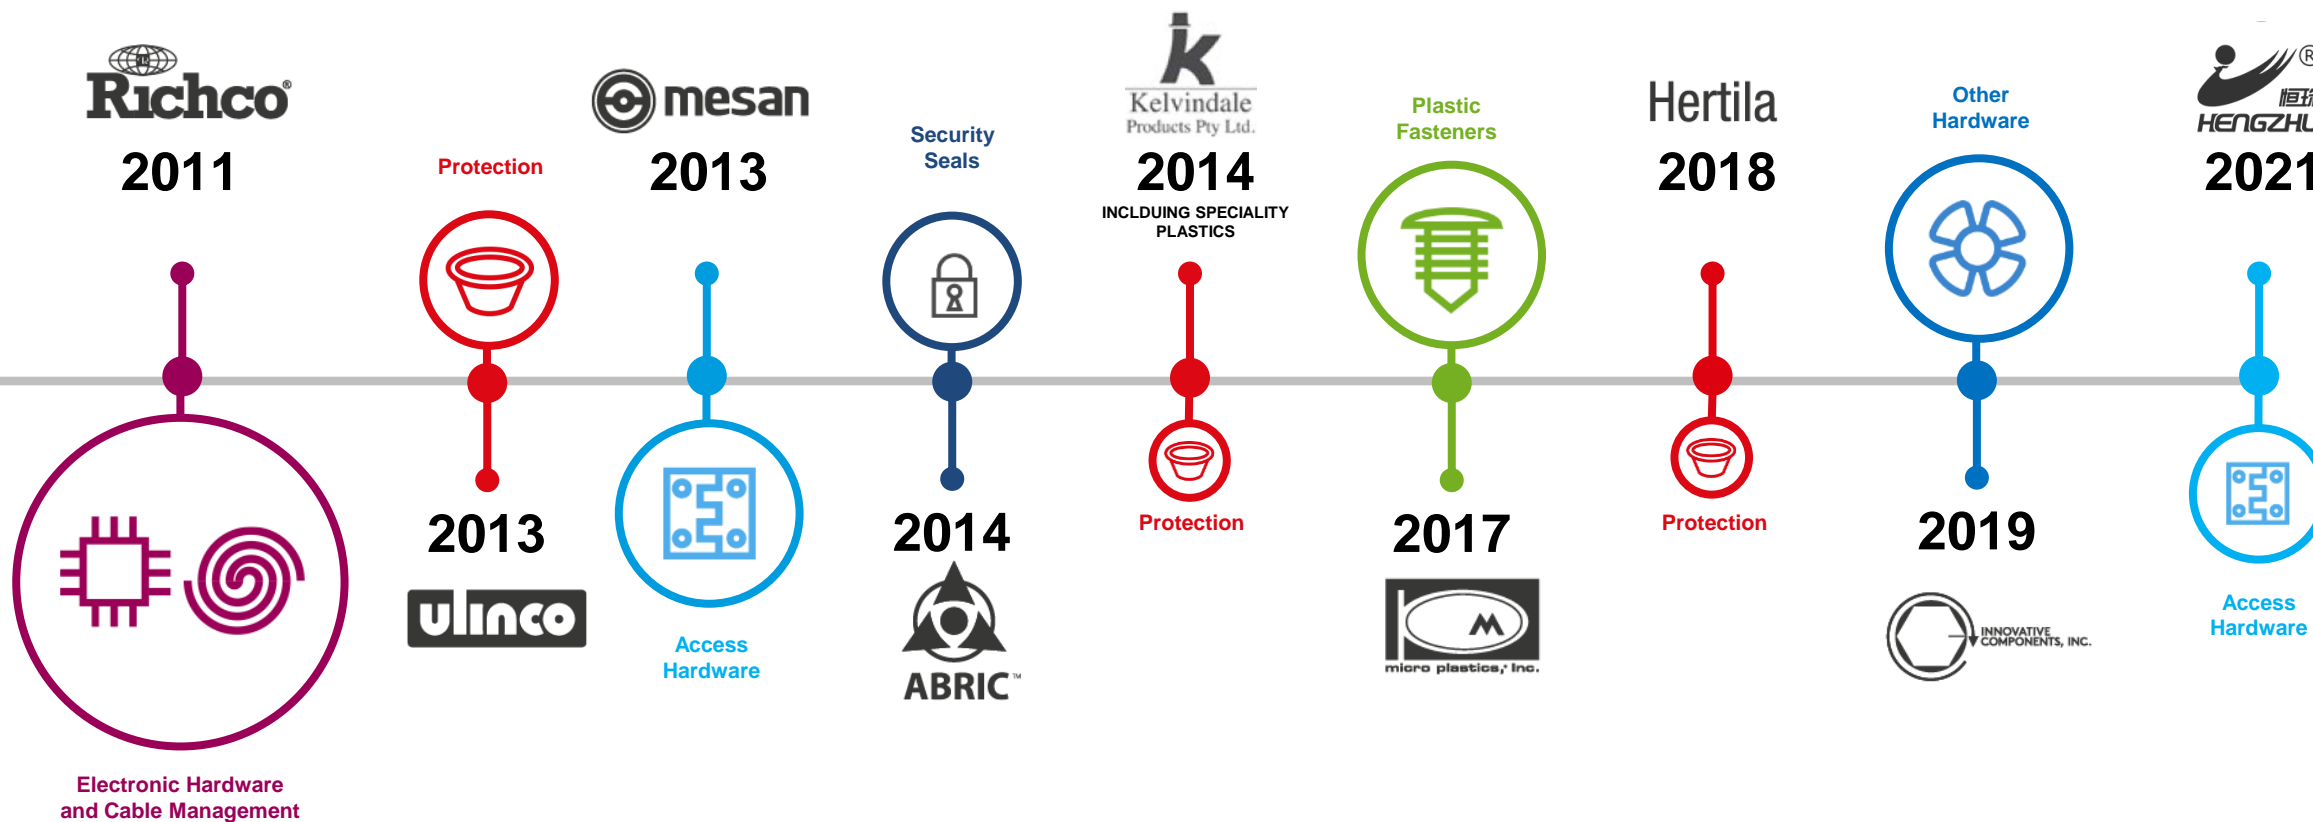 Richco®
2011
Electronic Hardware
and Cable Management
Protection
2013
ulinco
mesan
2013
Access
Hardware
Security
Seals
2014
ABRIC™
k
Kelvindale
Products Pty Ltd.
2014
INCLDUING SPECIALITY
PLASTICS
Protection
Plastic
Fasteners
2017
M
micro plastics, Inc.
Hertila
2018
Protection
Other
Hardware
2019
INNOVATIVE
COMPONENTS, INC.
®
恒
HENGZHU
2021
Access
Hardware